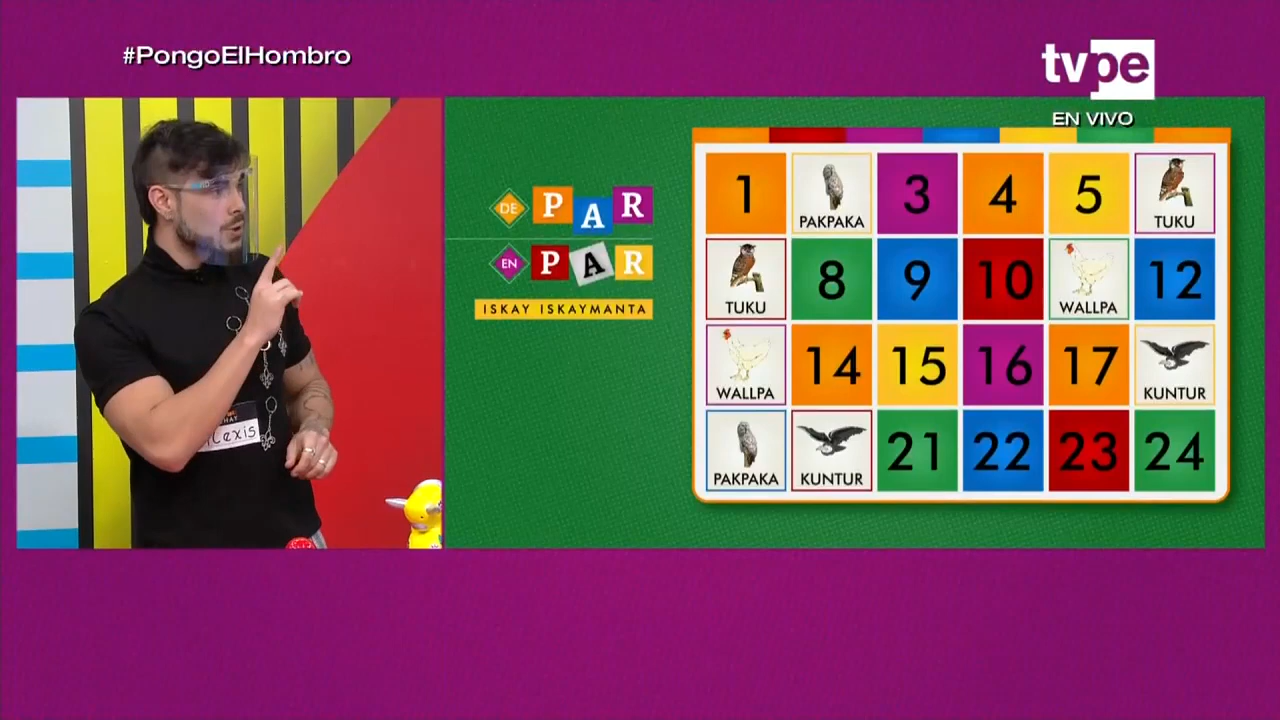 #PongoElHombro
tvpe
EN VIVO
DE PAR
EN PAR
ISKAY ISKAYMANTA
1 PAKPAKA 3 4 5 TUKU
TUKU 8 9 10 WALLPA 12
WALLPA 14 15 16 17 KUNTUR
PAKPAKA KUNTUR 21 22 23 24
HAY
Alexis